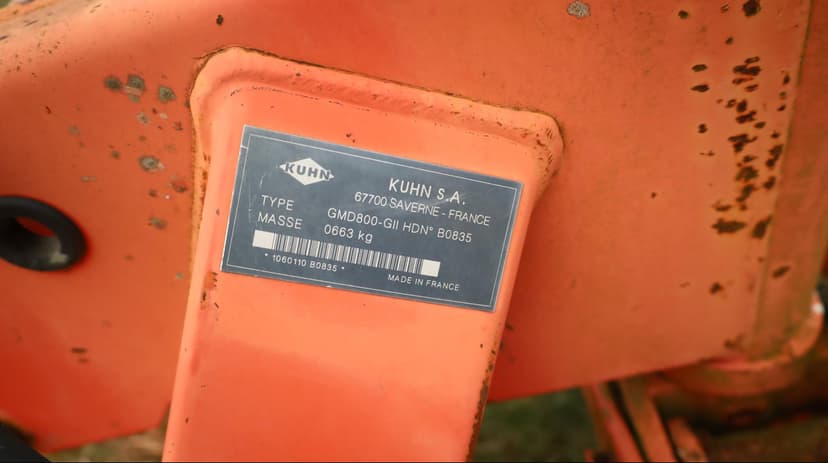 KUHN
KUHN S.A.
67700 SAVERNE - FRANCE
TYPE GMD800-GII HDN° B0835
MASSE 0663 kg
* 1060110 B0835 *
MADE IN FRANCE